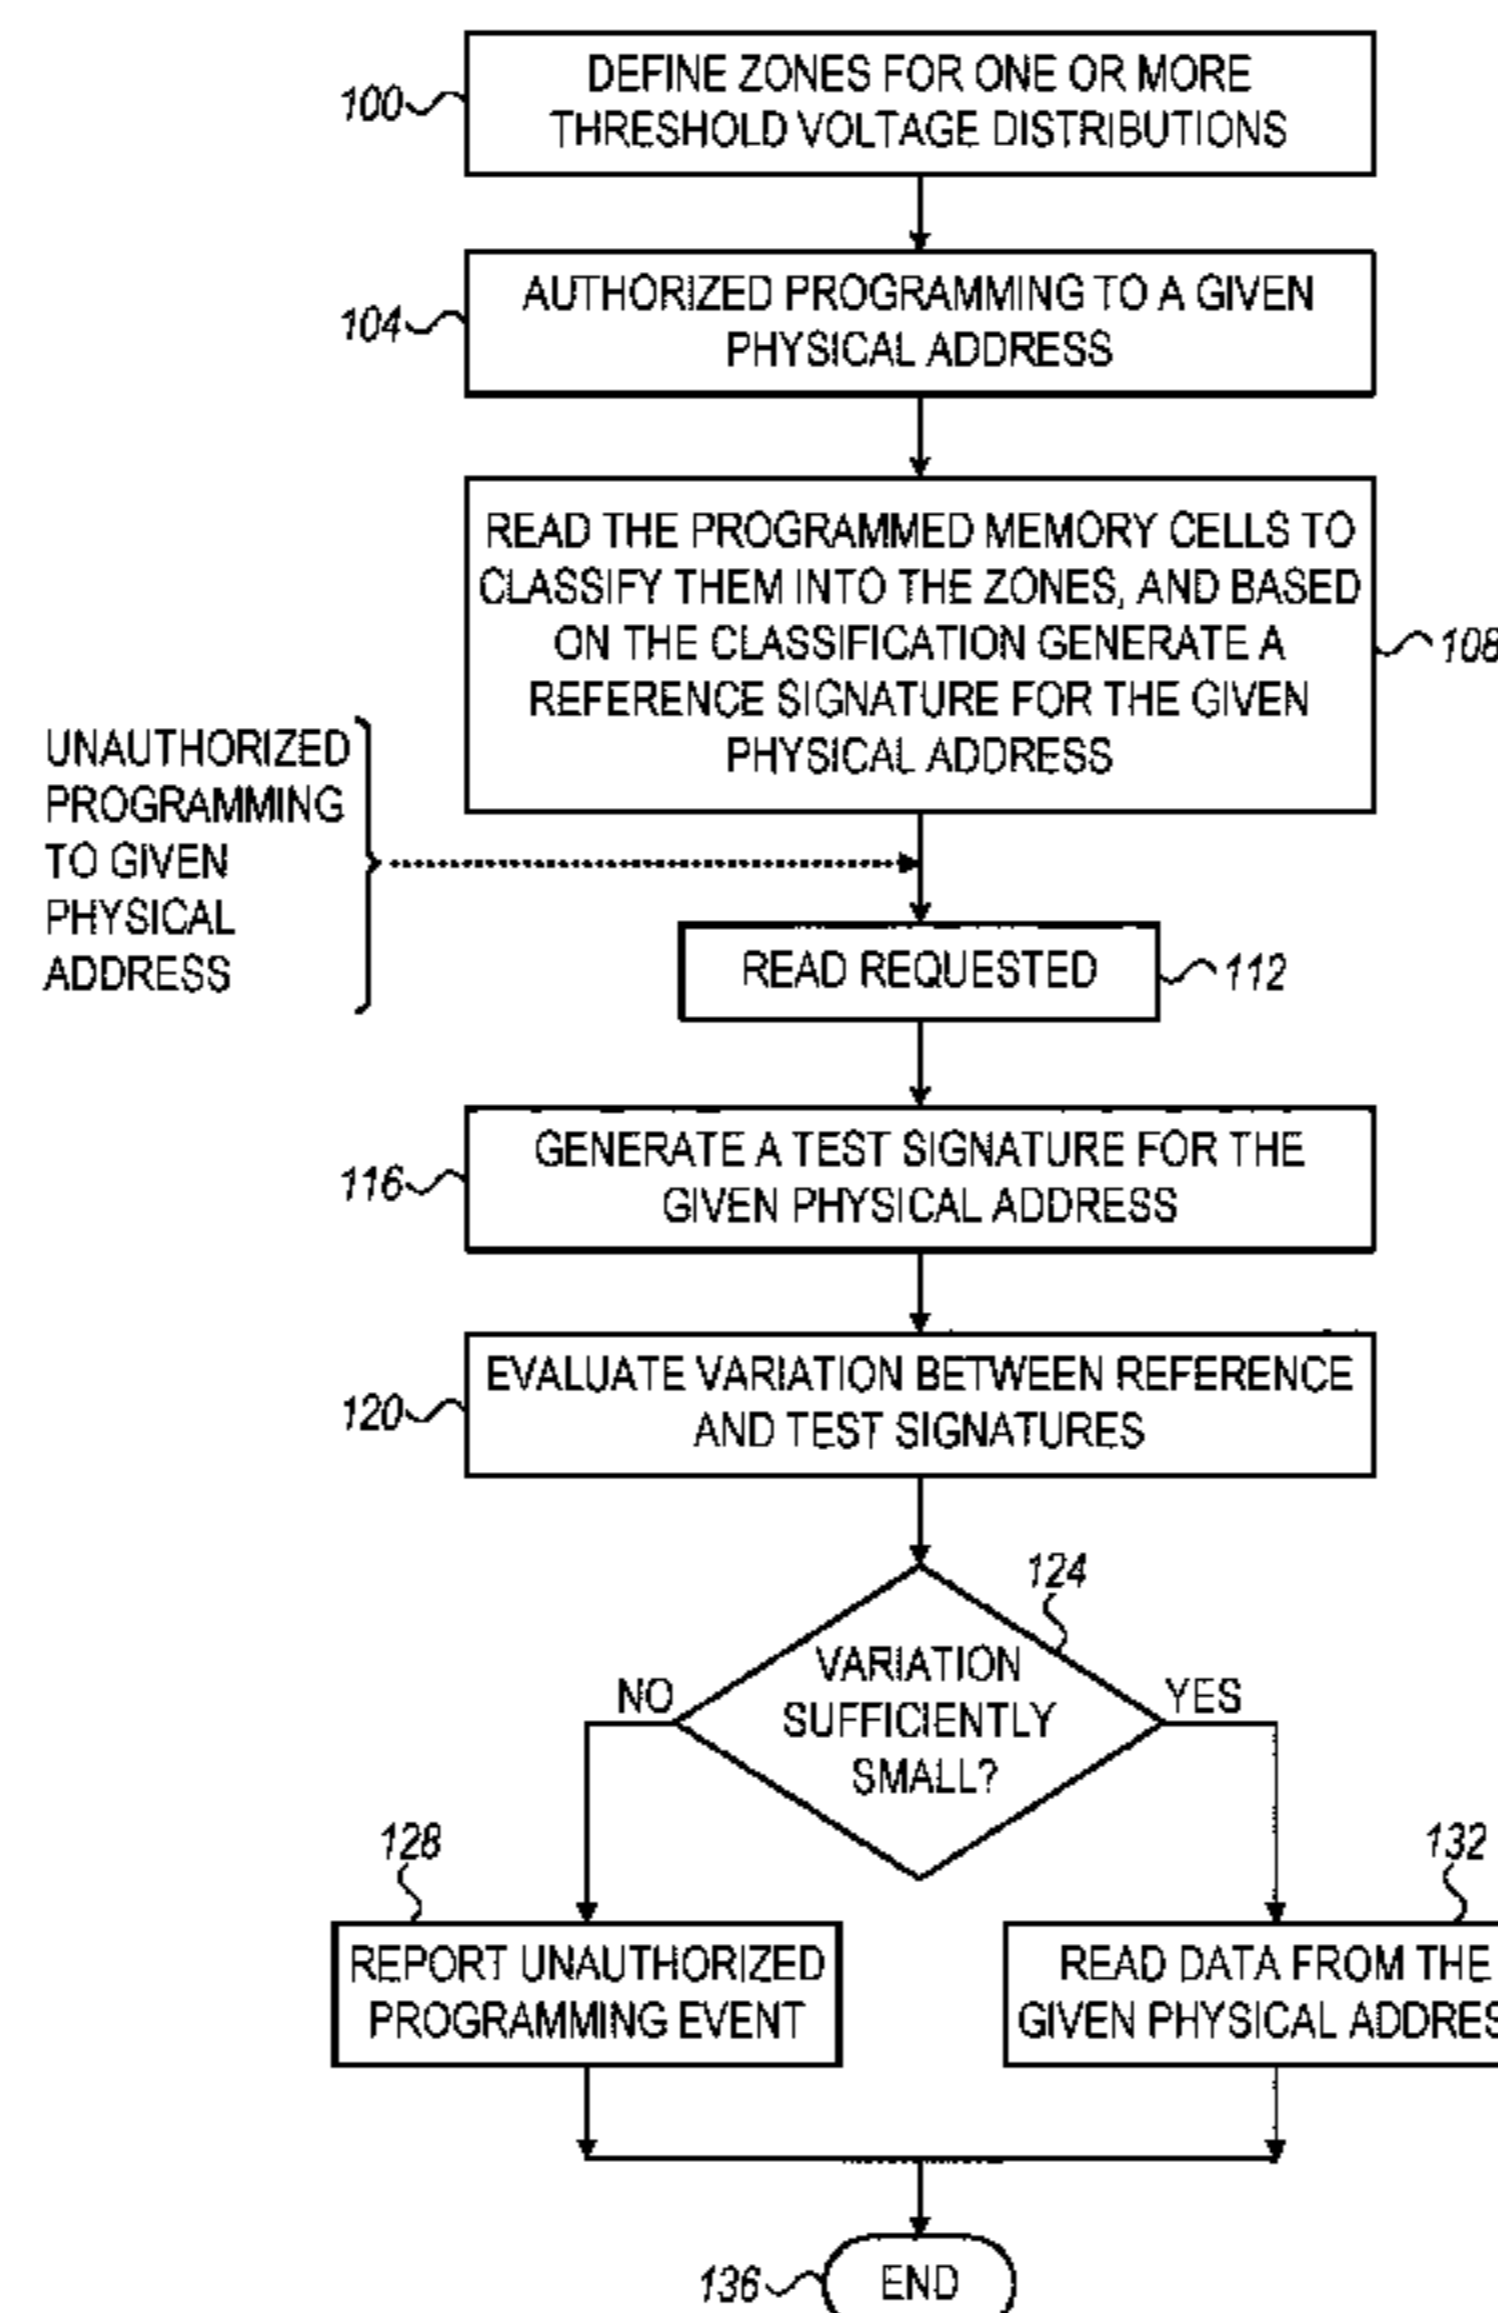 100
DEFINE ZONES FOR ONE OR MORE
THRESHOLD VOLTAGE DISTRIBUTIONS
104
AUTHORIZED PROGRAMMING TO A GIVEN
PHYSICAL ADDRESS
READ THE PROGRAMMED MEMORY CELLS TO
CLASSIFY THEM INTO THE ZONES, AND BASED
ON THE CLASSIFICATION GENERATE A
REFERENCE SIGNATURE FOR THE GIVEN
PHYSICAL ADDRESS
108
UNAUTHORIZED
PROGRAMMING
TO GIVEN
PHYSICAL
ADDRESS
READ REQUESTED
112
116
GENERATE A TEST SIGNATURE FOR THE
GIVEN PHYSICAL ADDRESS
120
EVALUATE VARIATION BETWEEN REFERENCE
AND TEST SIGNATURES
124
VARIATION
SUFFICIENTLY
SMALL?
NO
YES
128
REPORT UNAUTHORIZED
PROGRAMMING EVENT
132
READ DATA FROM THE
GIVEN PHYSICAL ADDRES
136
END